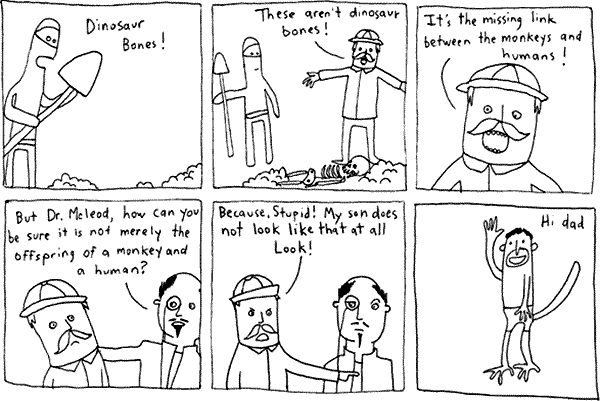 Dinosaur
Bones!
These aren't dinosaur
bones!
It's the missing link
between the monkeys and
humans!
But Dr. Mcleod, how can you
be sure it is not merely the
offspring of a monkey and
a human?
Because, Stupid! My son does
not look like that at all
Look!
Hi dad